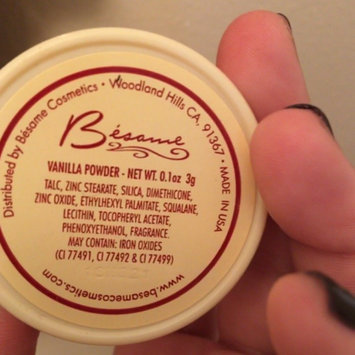 Distributed by Bésame Cosmetics • Woodland Hills CA, 91367 • MADE IN USA
Bésame
VANILLA POWDER - NET WT. 0.1oz 3g
TALC, ZINC STEARATE, SILICA, DIMETHICONE,
ZINC OXIDE, ETHYLHEXYL PALMITATE, SQUALANE,
LECITHIN, TOCOPHERYL ACETATE,
PHENOXYETHANOL, FRAGRANCE.
MAY CONTAIN: IRON OXIDES
(CI 77491, CI 77492 & CI 77499)
www.besamecosmetics.com